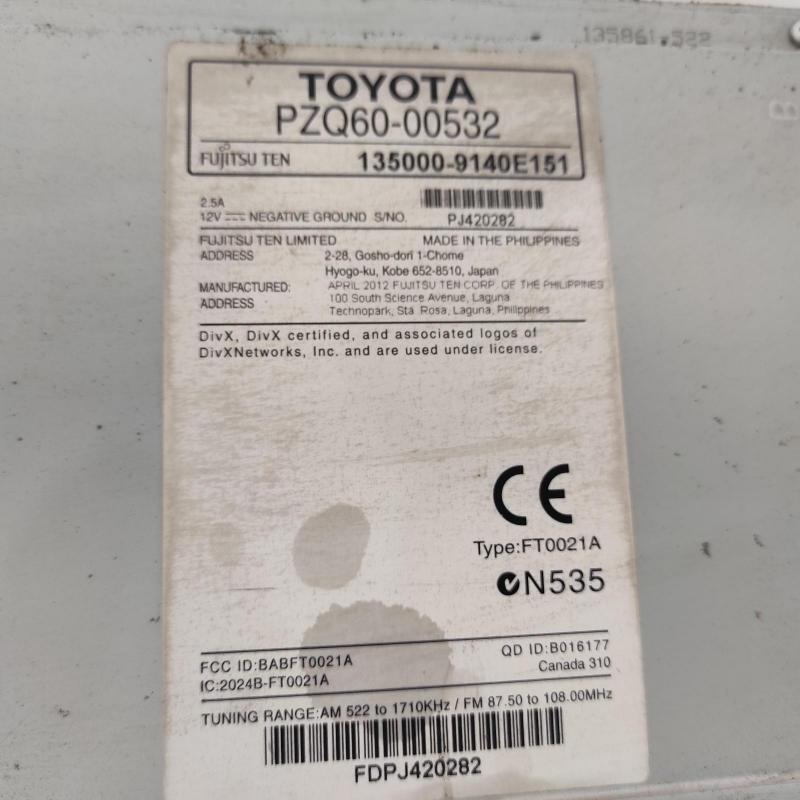 135861.522
TOYOTA
PZQ60-00532
FUJITSU TEN 135000-9140E151
2.5A
12V NEGATIVE GROUND S/NO. PJ420282
FUJITSU TEN LIMITED MADE IN THE PHILIPPINES
ADDRESS 2-28, Gosho-dori 1-Chome
Hyogo-ku, Kobe 652-8510, Japan
MANUFACTURED: APRIL 2012 FUJITSU TEN CORP. OF THE PHILIPPINES
ADDRESS 100 South Science Avenue, Laguna
Technopark, Sta. Rosa, Laguna, Philippines
DivX, DivX certified, and associated logos of
DivXNetworks, Inc. and are used under license.
CE
Type:FT0021A
N535
FCC ID:BABFT0021A QD ID:B016177
IC:2024B-FT0021A Canada 310
TUNING RANGE:AM 522 to 1710KHz / FM 87.50 to 108.00MHz
FDPJ420282